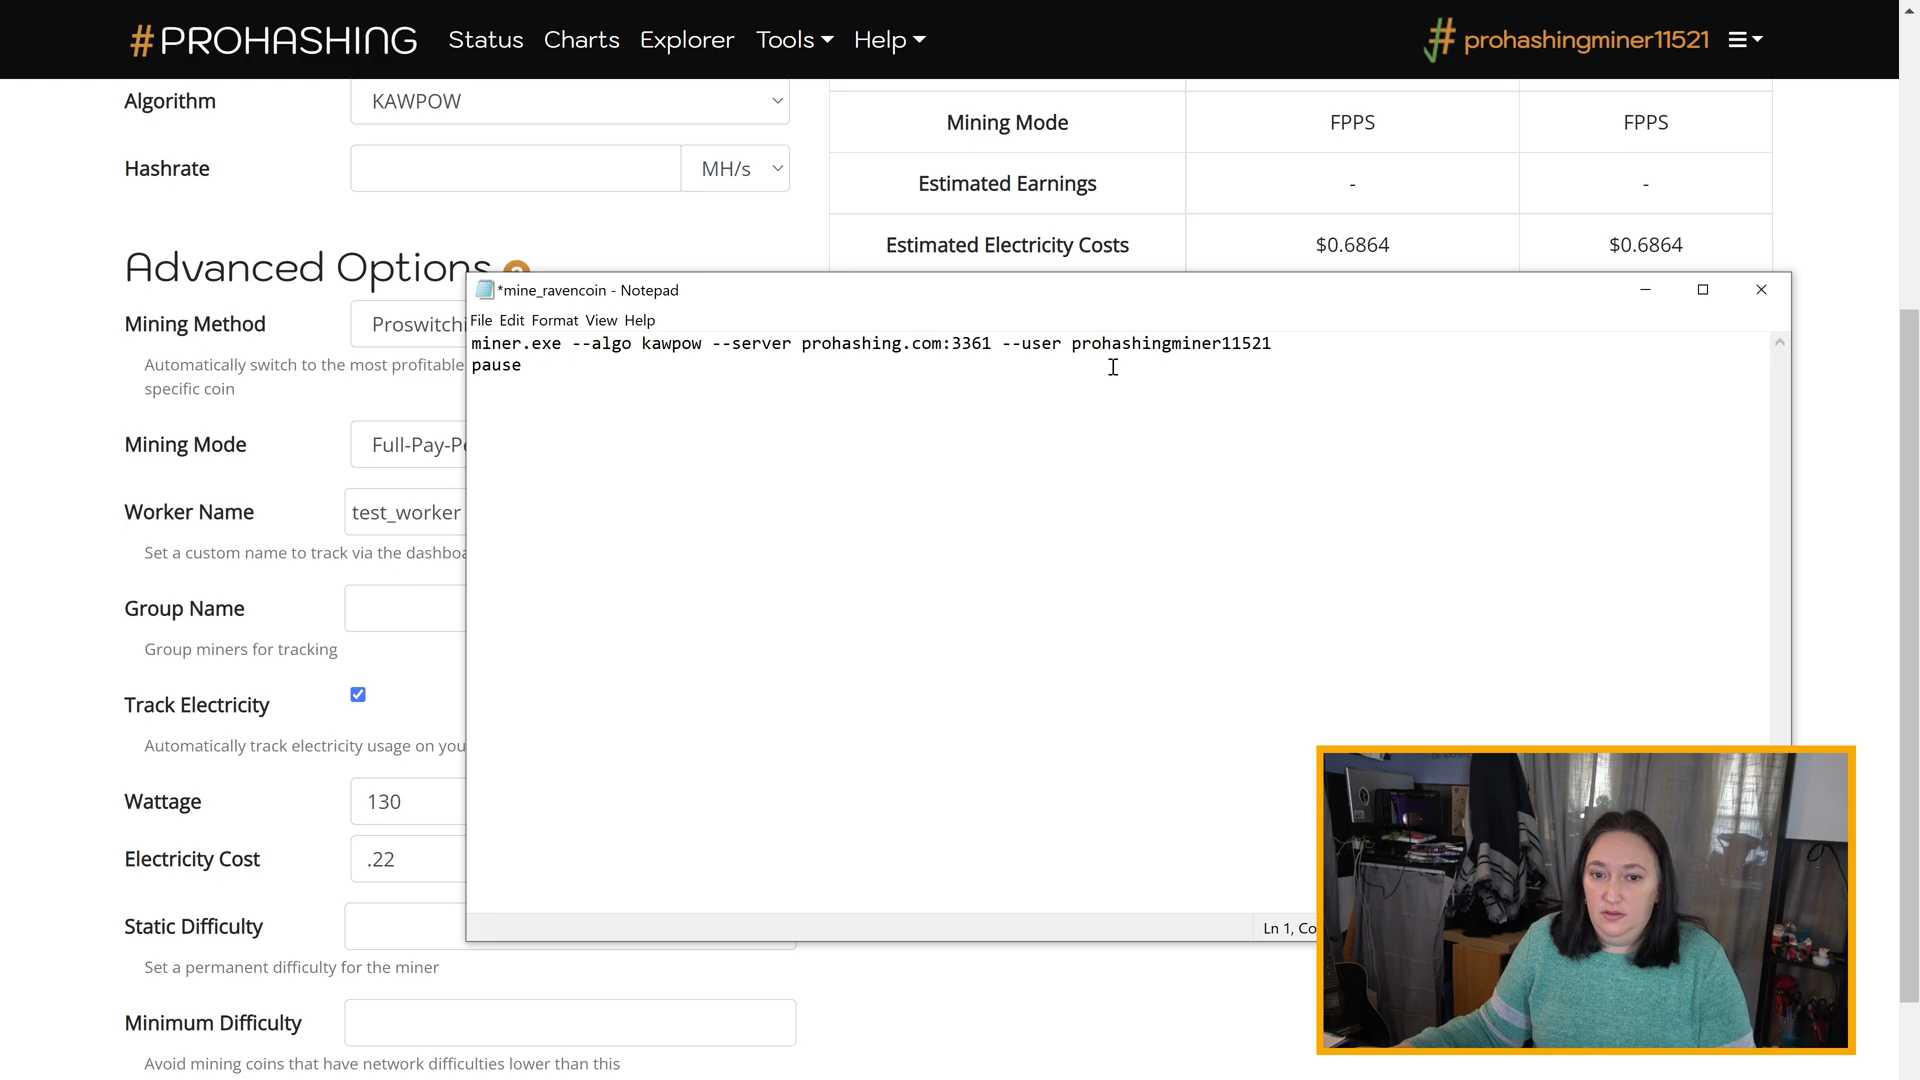 #PROHASHING Status Charts Explorer Tools Help # prohashingminer11521
Algorithm KAWPOW
Hashrate MH/s
Mining Mode FPPS FPPS
Estimated Earnings - -
Estimated Electricity Costs $0.6864 $0.6864
Advanced Options
*mine_ravencoin - Notepad
File Edit Format View Help
miner.exe --algo kawpow --server prohashing.com:3361 --user prohashingminer11521
pause
Ln 1, Co
Mining Method Proswitchi
Automatically switch to the most profitable
specific coin
Mining Mode Full-Pay-Pe
Worker Name test_worker
Set a custom name to track via the dashboa
Group Name
Group miners for tracking
Track Electricity
Automatically track electricity usage on you
Wattage 130
Electricity Cost .22
Static Difficulty
Set a permanent difficulty for the miner
Minimum Difficulty
Avoid mining coins that have network difficulties lower than this